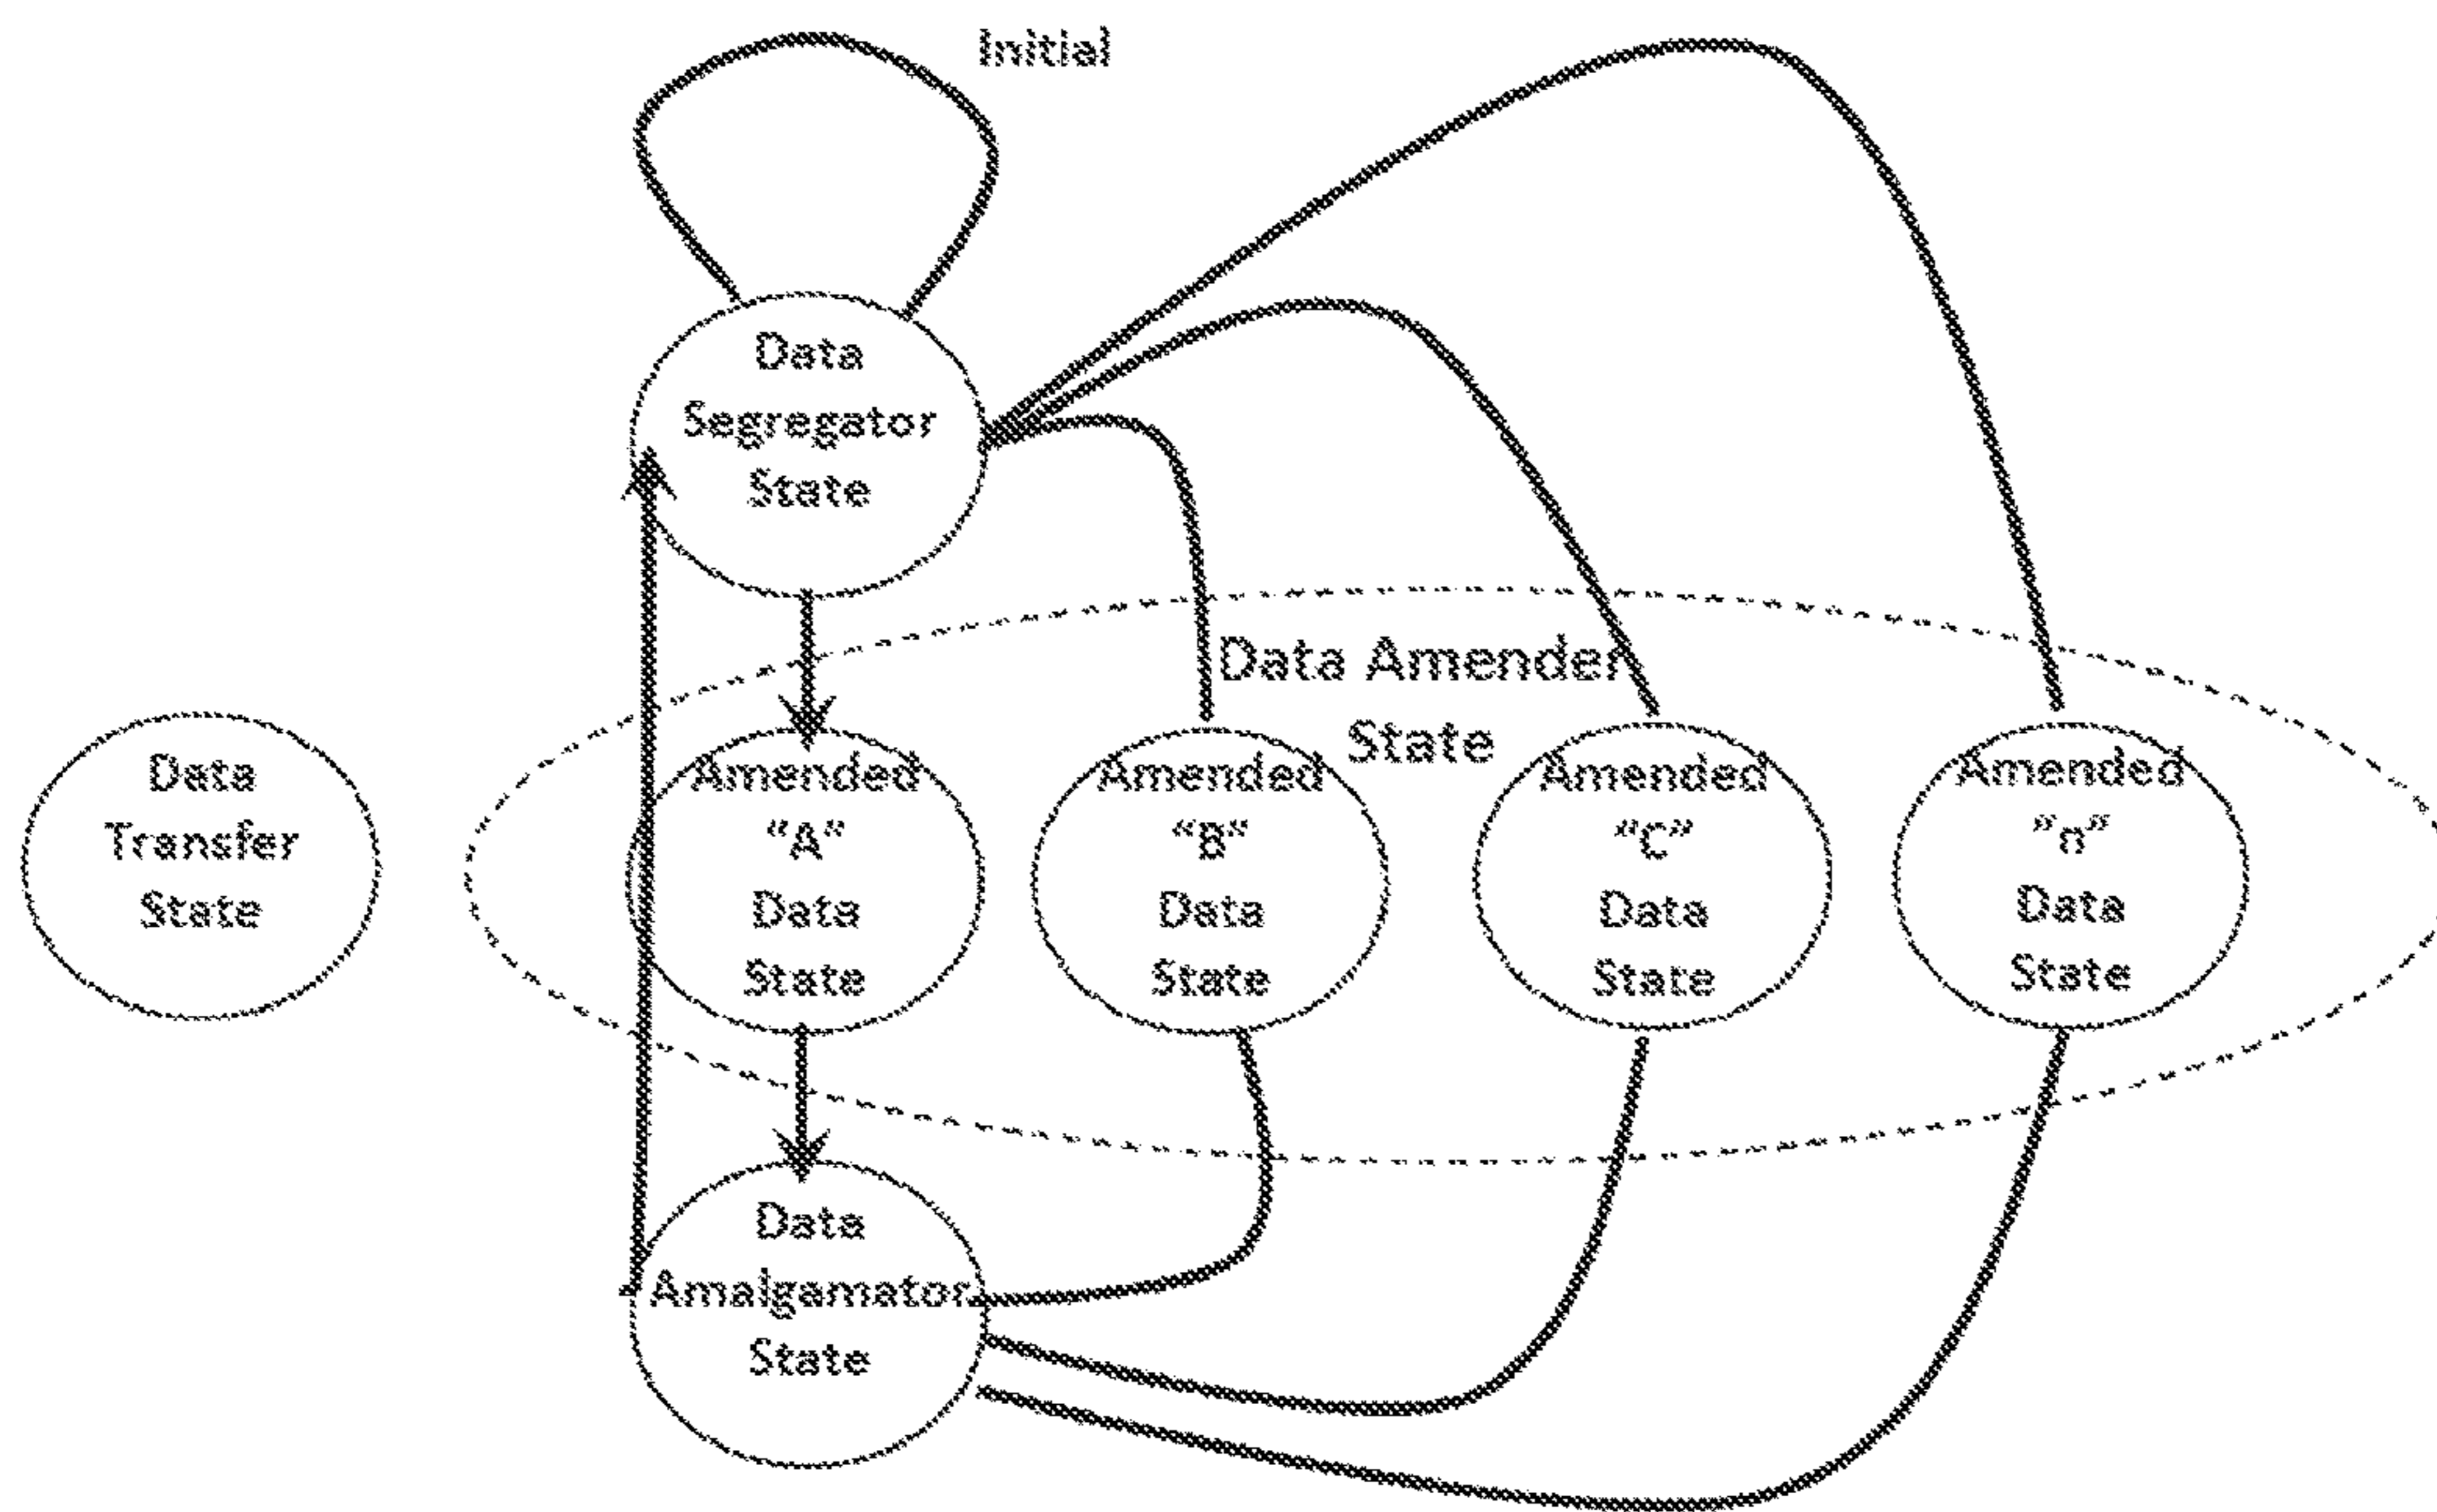 Initial
Data
Segregator
State
Data Amender
State
Data
Transfer
State
Amended
“A”
Data
State
Amended
“B”
Data
State
Amended
“C”
Data
State
Amended
“n”
Data
State
Data
Amalgamator
State